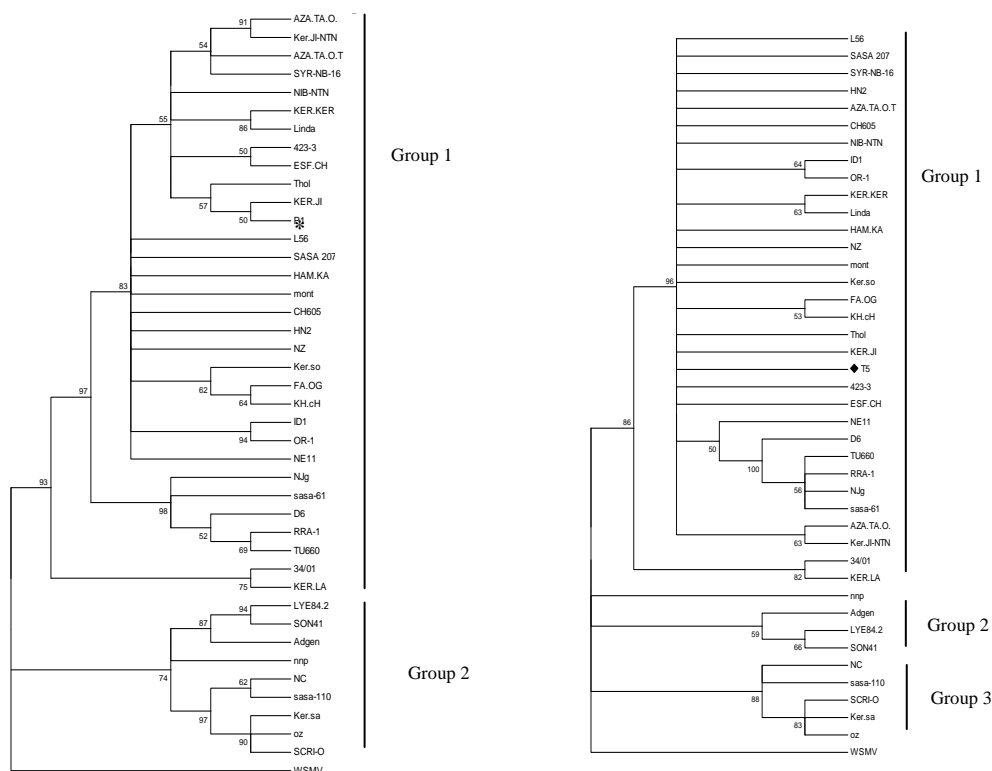 AZA.TA.O.
91
Ker.JI-NTN
54
AZA.TA.O.T
SYR-NB-16
NIB-NTN
55
KER.KER
86
Linda
50
423-3
ESF.CH
Thol
57
KER.JI
50
*
L56
SASA 207
HAM.KA
83
mont
CH605
HN2
NZ
Ker.so
62
FA.OG
64
KH.cH
97
ID1
94
OR-1
NE11
93
NJg
98
sasa-61
D6
52
RRA-1
69
TU660
34/01
75
KER.LA
Group 1
94
LYE84.2
SON41
87
Adgen
nnp
74
62
NC
sasa-110
97
Ker.sa
oz
90
SCRI-O
WSMV
Group 2
L56
SASA 207
SYR-NB-16
HN2
AZA.TA.O.T
CH605
NIB-NTN
64
ID1
OR-1
KER.KER
63
Linda
HAM.KA
NZ
mont
96
Ker.so
FA.OG
53
KH.cH
Thol
KER.JI
◆ T5
423-3
ESF.CH
86
NE11
50
D6
100
TU660
RRA-1
56
NJg
sasa-61
AZA.TA.O.
63
Ker.JI-NTN
34/01
82
KER.LA
Group 1
nnp
Adgen
59
LYE84.2
66
SON41
Group 2
NC
88
sasa-110
SCRI-O
83
Ker.sa
oz
Group 3
WSMV